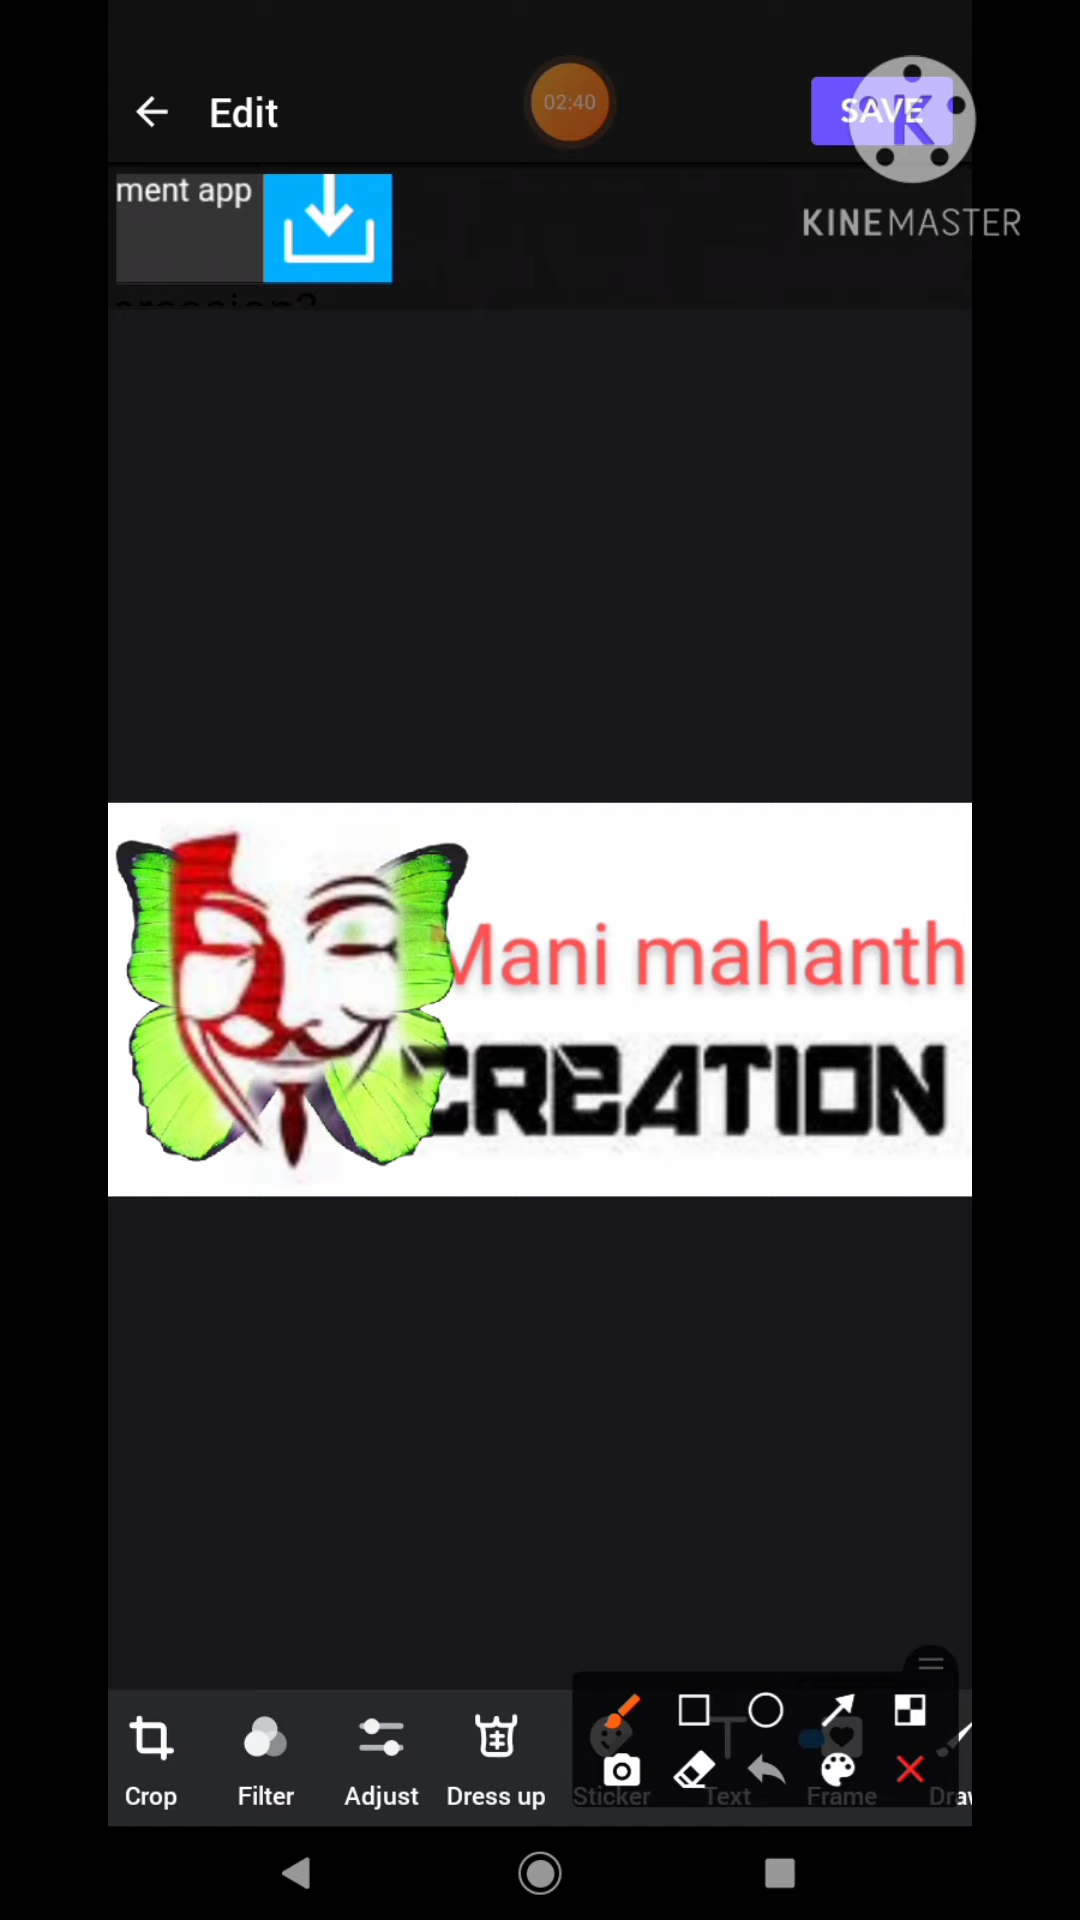 Edit
02:40
SAVE
KINEMASTER
ment app
Mani mahanth
CREATION
Crop
Filter
Adjust
Dress up
Sticker
Text
Frame